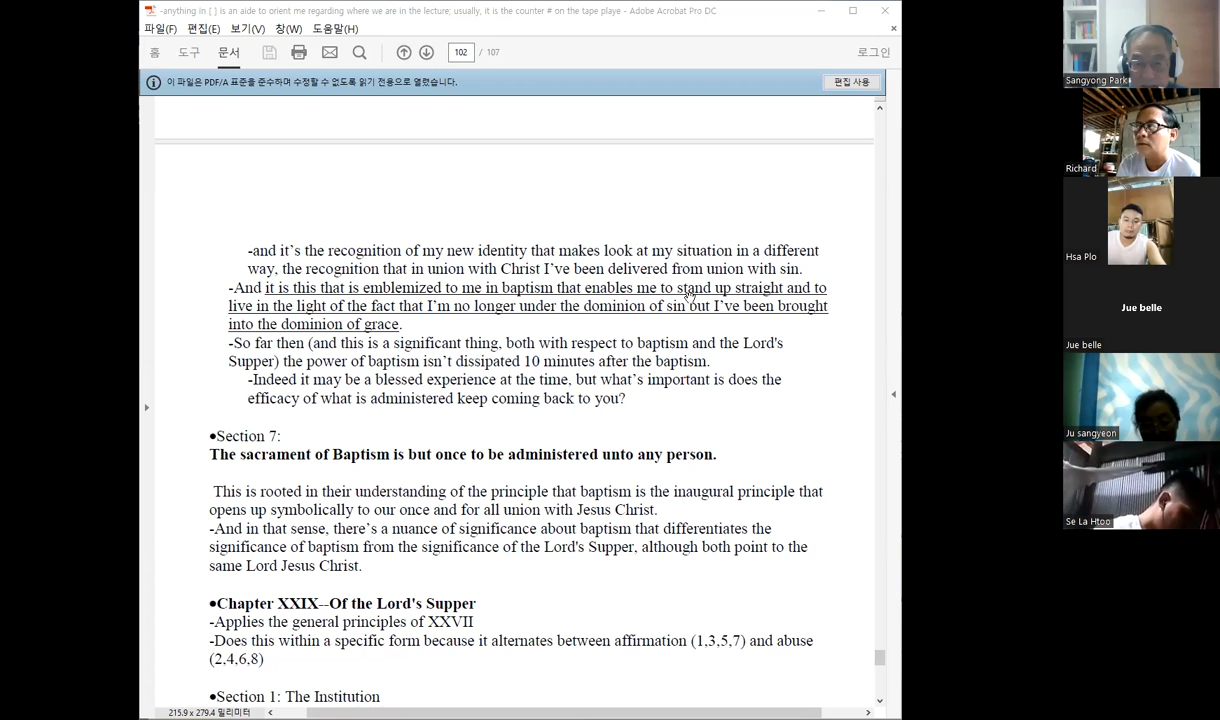 -anything in [ ] is an aide to orient me regarding where we are in the lecture; usually, it is the counter # on the tape playe - Adobe Acrobat Pro DC
파일(F) 편집(E) 보기(V) 창(W) 도움말(H)
홈 도구 문서 102 / 107 로그인
이 파일은 PDF/A 표준을 준수하며 수정할 수 없도록 읽기 전용으로 열렸습니다. 편집 사용
-and it's the recognition of my new identity that makes look at my situation in a different
way, the recognition that in union with Christ I've been delivered from union with sin.
-And it is this that is emblemized to me in baptism that enables me to stand up straight and to
live in the light of the fact that I'm no longer under the dominion of sin but I've been brought
into the dominion of grace.
-So far then (and this is a significant thing, both with respect to baptism and the Lord's
Supper) the power of baptism isn't dissipated 10 minutes after the baptism.
-Indeed it may be a blessed experience at the time, but what's important is does the
efficacy of what is administered keep coming back to you?
•Section 7:
The sacrament of Baptism is but once to be administered unto any person.
This is rooted in their understanding of the principle that baptism is the inaugural principle that
opens up symbolically to our once and for all union with Jesus Christ.
-And in that sense, there's a nuance of significance about baptism that differentiates the
significance of baptism from the significance of the Lord's Supper, although both point to the
same Lord Jesus Christ.
•Chapter XXIX--Of the Lord's Supper
-Applies the general principles of XXVII
-Does this within a specific form because it alternates between affirmation (1,3,5,7) and abuse
(2,4,6,8)
•Section 1: The Institution
215.9 x 279.4 밀리미터
Sangyong Park
Richard
Hsa Plo
Jue belle
Jue belle
Ju sangyeon
Se La Htoo